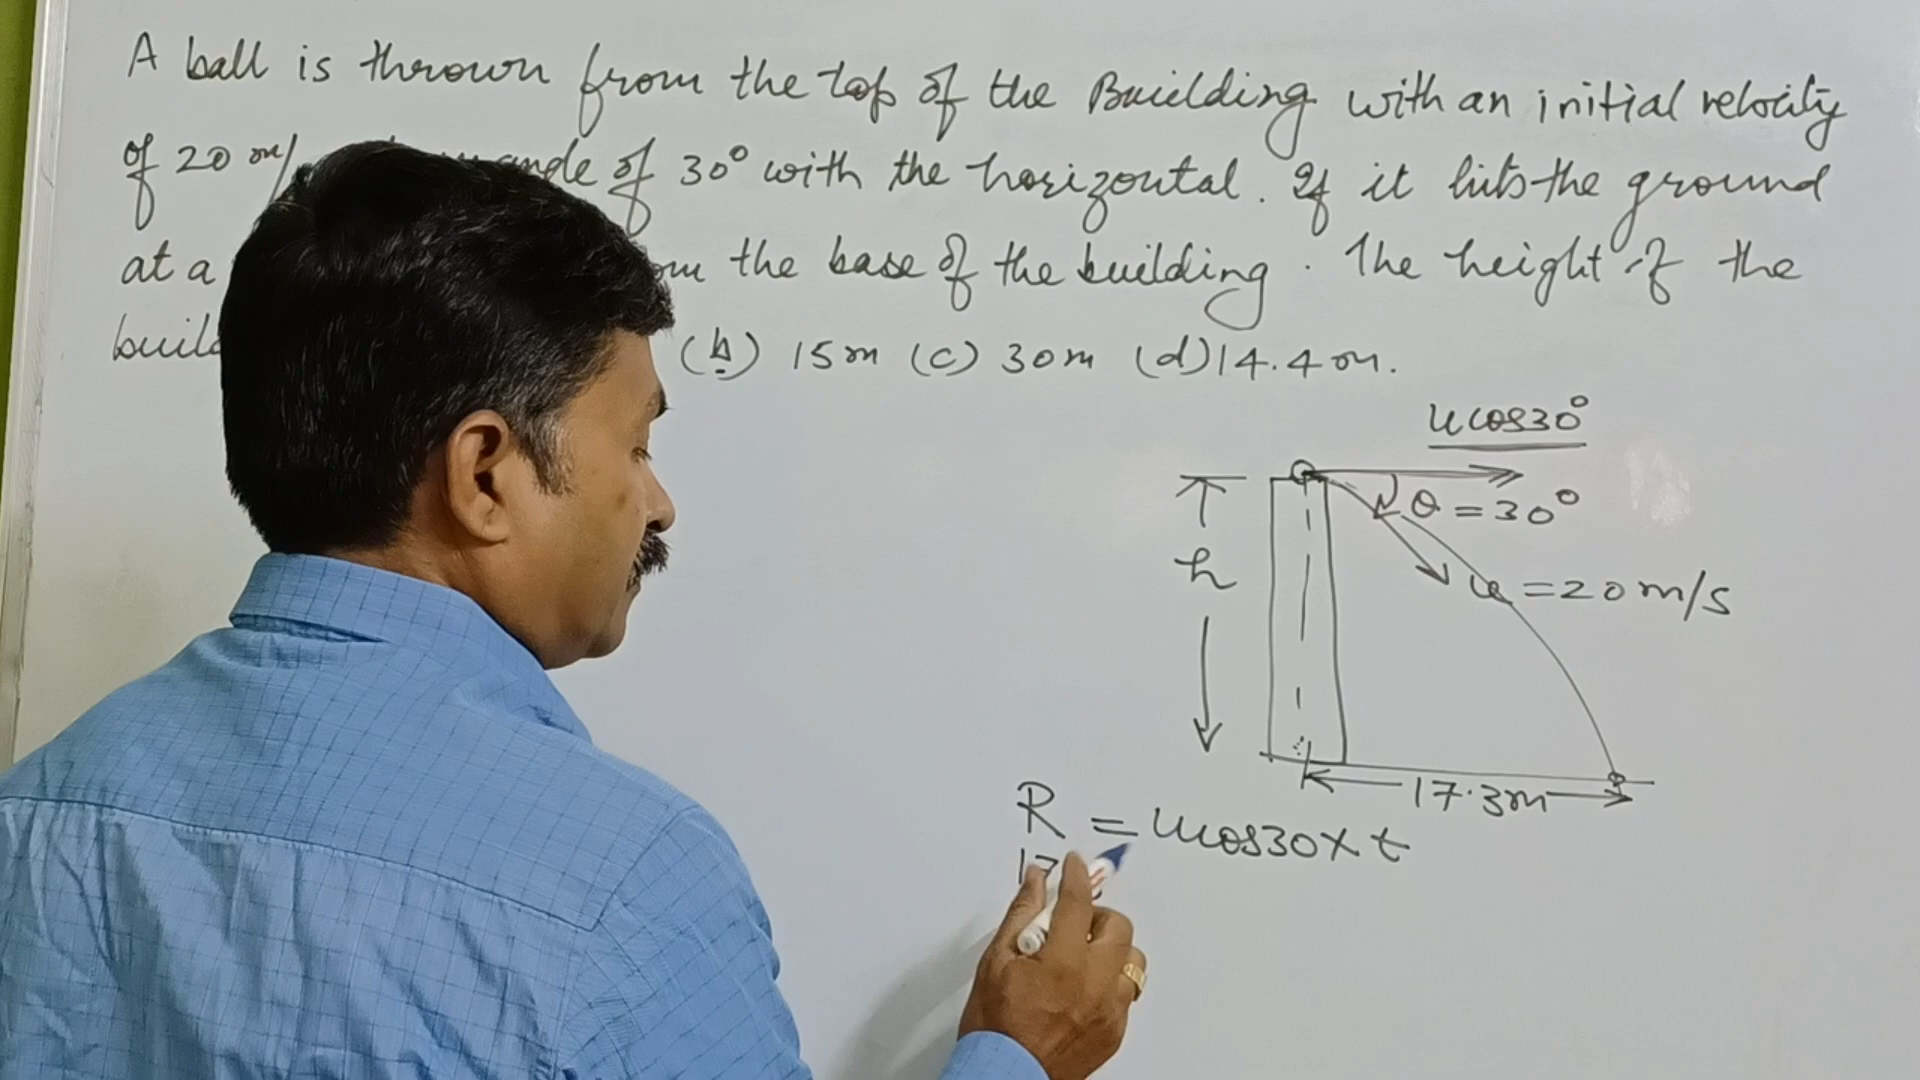 A ball is thrown from the top of the Building with an initial velocity
of 20 m/ angle of 30° with the horizontal. If it hits the ground
at a the base of the building. The height of the
(b) 15m (c) 30m (d) 14.4m.
u cos30°
θ = 30°
h
u = 20 m/s
17.3m
R = u cos30 x t